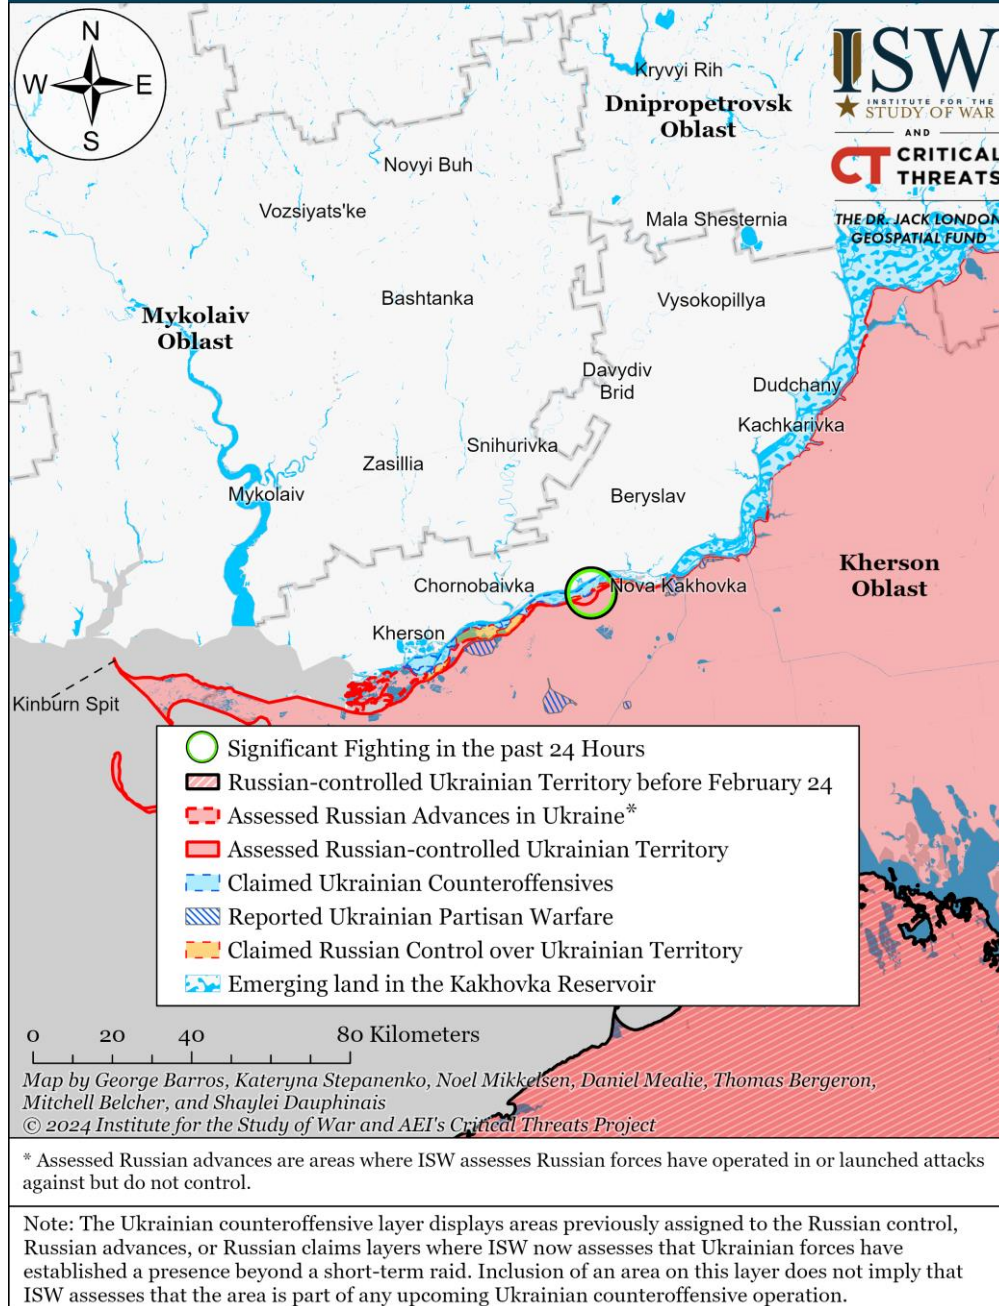 N
W E
S
ISW
INSTITUTE FOR THE
STUDY OF WAR
AND
CT CRITICAL
THREATS
THE DR. JACK LONDON
GEOSPATIAL FUND
Kryvyi Rih
Dnipropetrovsk
Oblast
Novyi Buh
Vozsiyats'ke
Mala Shesternia
Bashtanka
Vysokopillya
Mykolaiv
Oblast
Davydiv
Brid
Dudchany
Kachkarivka
Snihurivka
Zasillia
Mykolaiv
Beryslav
Kherson
Oblast
Chornobaivka
Nova Kakhovka
Kherson
Kinburn Spit
Significant Fighting in the past 24 Hours
Russian-controlled Ukrainian Territory before February 24
Assessed Russian Advances in Ukraine*
Assessed Russian-controlled Ukrainian Territory
Claimed Ukrainian Counteroffensives
Reported Ukrainian Partisan Warfare
Claimed Russian Control over Ukrainian Territory
Emerging land in the Kakhovka Reservoir
0 20 40 80 Kilometers
Map by George Barros, Kateryna Stepanenko, Noel Mikkelsen, Daniel Mealie, Thomas Bergeron,
Mitchell Belcher, and Shaylei Dauphinais
© 2024 Institute for the Study of War and AEI's Critical Threats Project
* Assessed Russian advances are areas where ISW assesses Russian forces have operated in or launched attacks
against but do not control.
Note: The Ukrainian counteroffensive layer displays areas previously assigned to the Russian control,
Russian advances, or Russian claims layers where ISW now assesses that Ukrainian forces have
established a presence beyond a short-term raid. Inclusion of an area on this layer does not imply that
ISW assesses that the area is part of any upcoming Ukrainian counteroffensive operation.